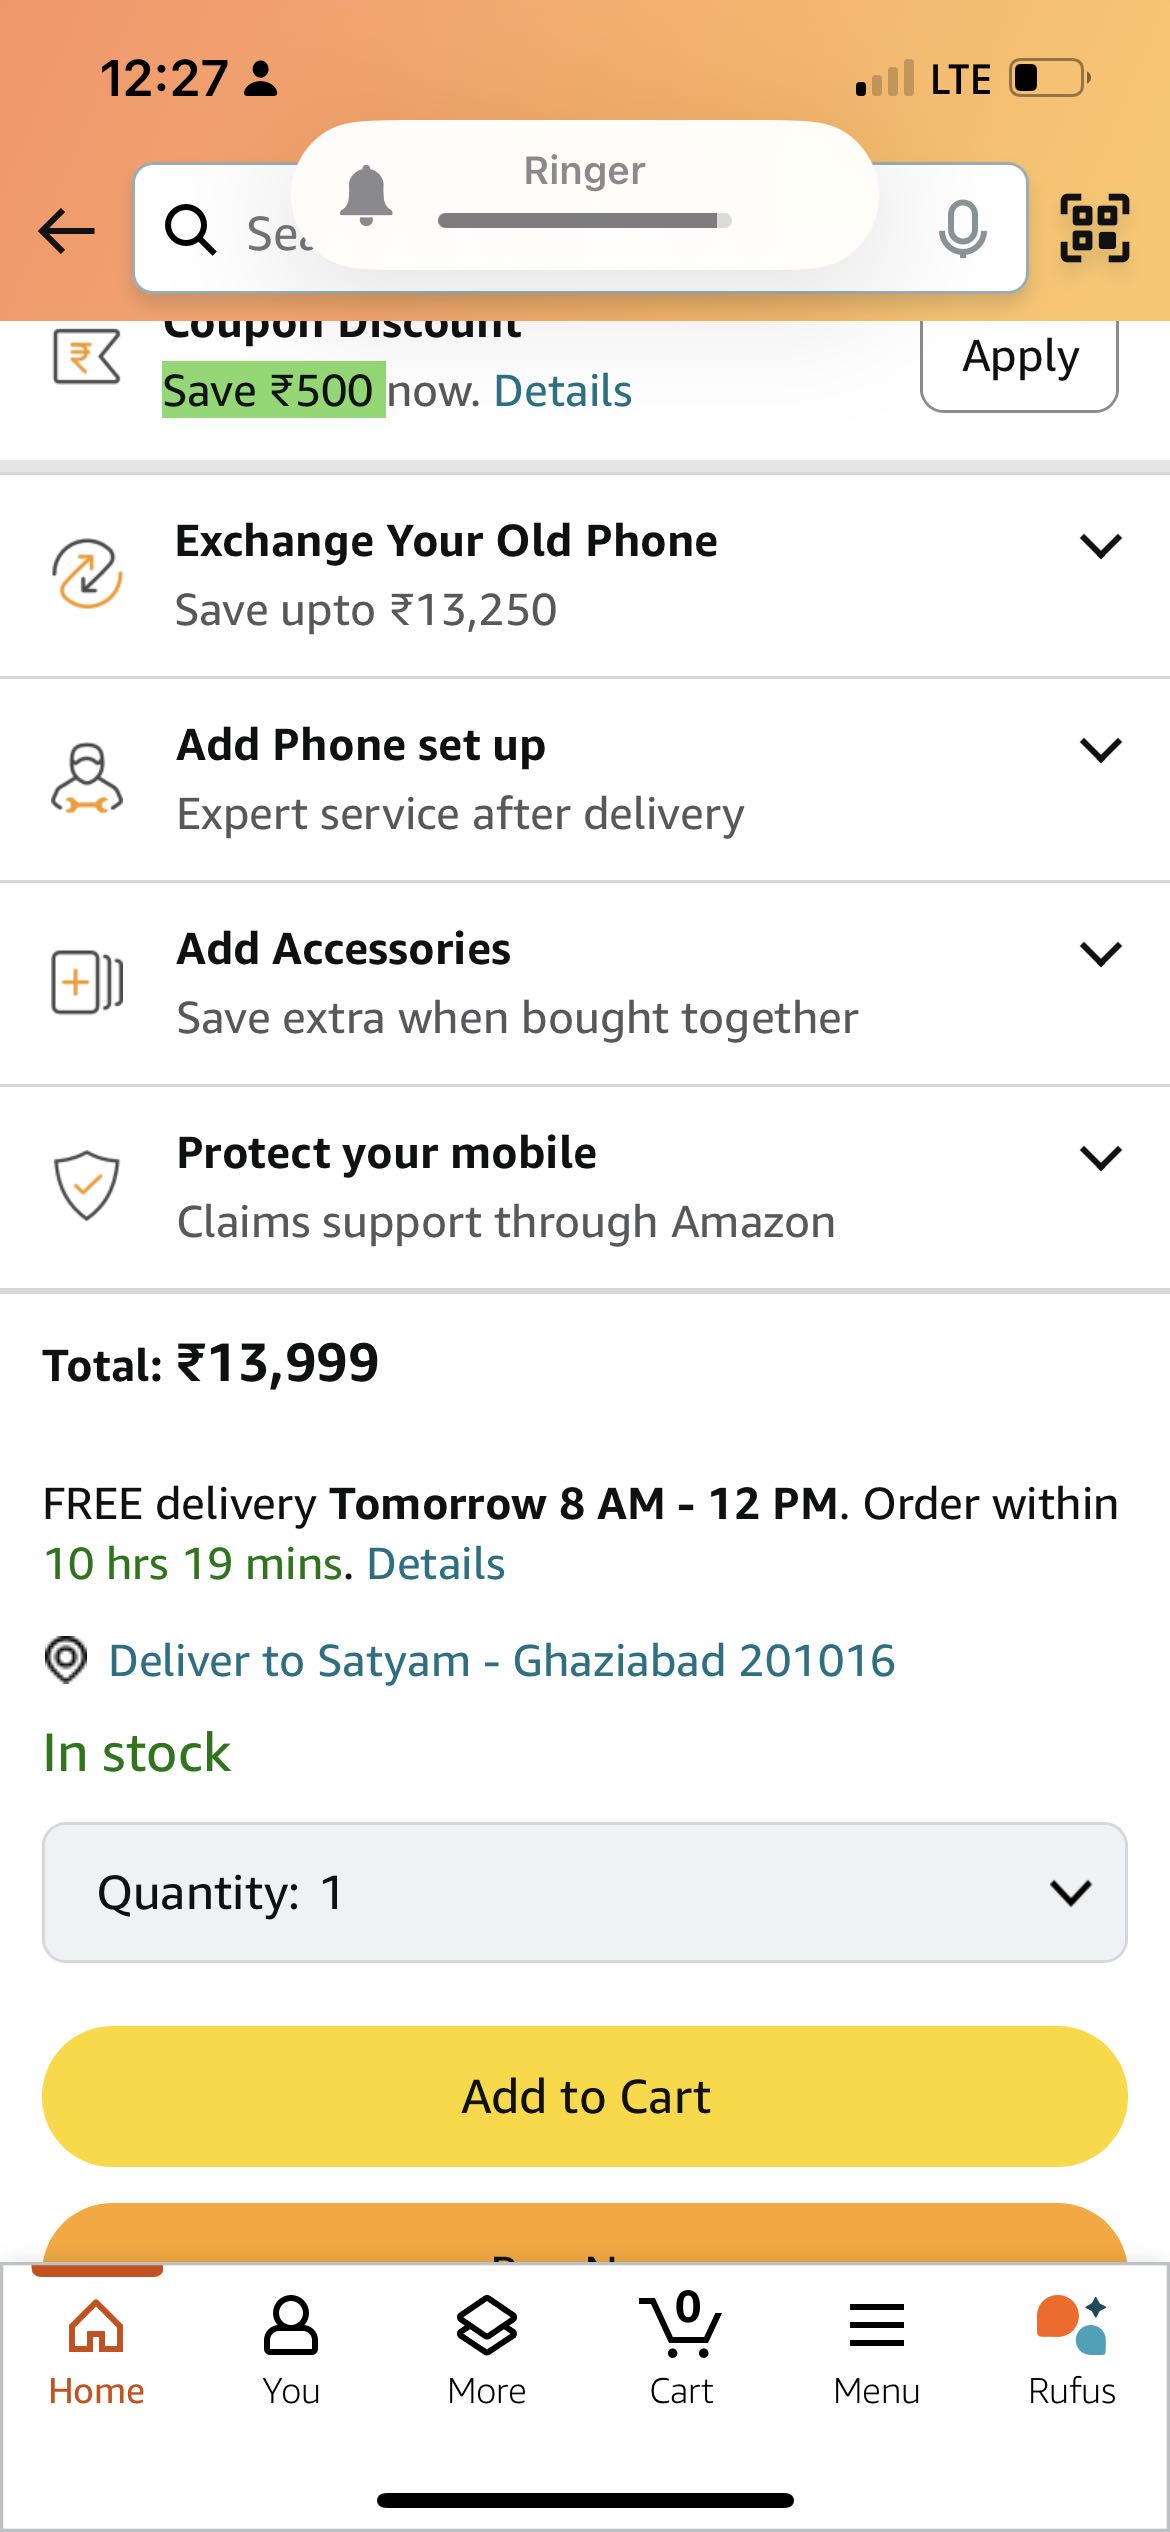 12:27
LTE
Ringer
Coupon Discount
Save ₹500 now. Details
Apply
Exchange Your Old Phone
Save upto ₹13,250
Add Phone set up
Expert service after delivery
Add Accessories
Save extra when bought together
Protect your mobile
Claims support through Amazon
Total: ₹13,999
FREE delivery Tomorrow 8 AM - 12 PM. Order within
10 hrs 19 mins. Details
Deliver to Satyam - Ghaziabad 201016
In stock
Quantity: 1
Add to Cart
0
Home
You
More
Cart
Menu
Rufus